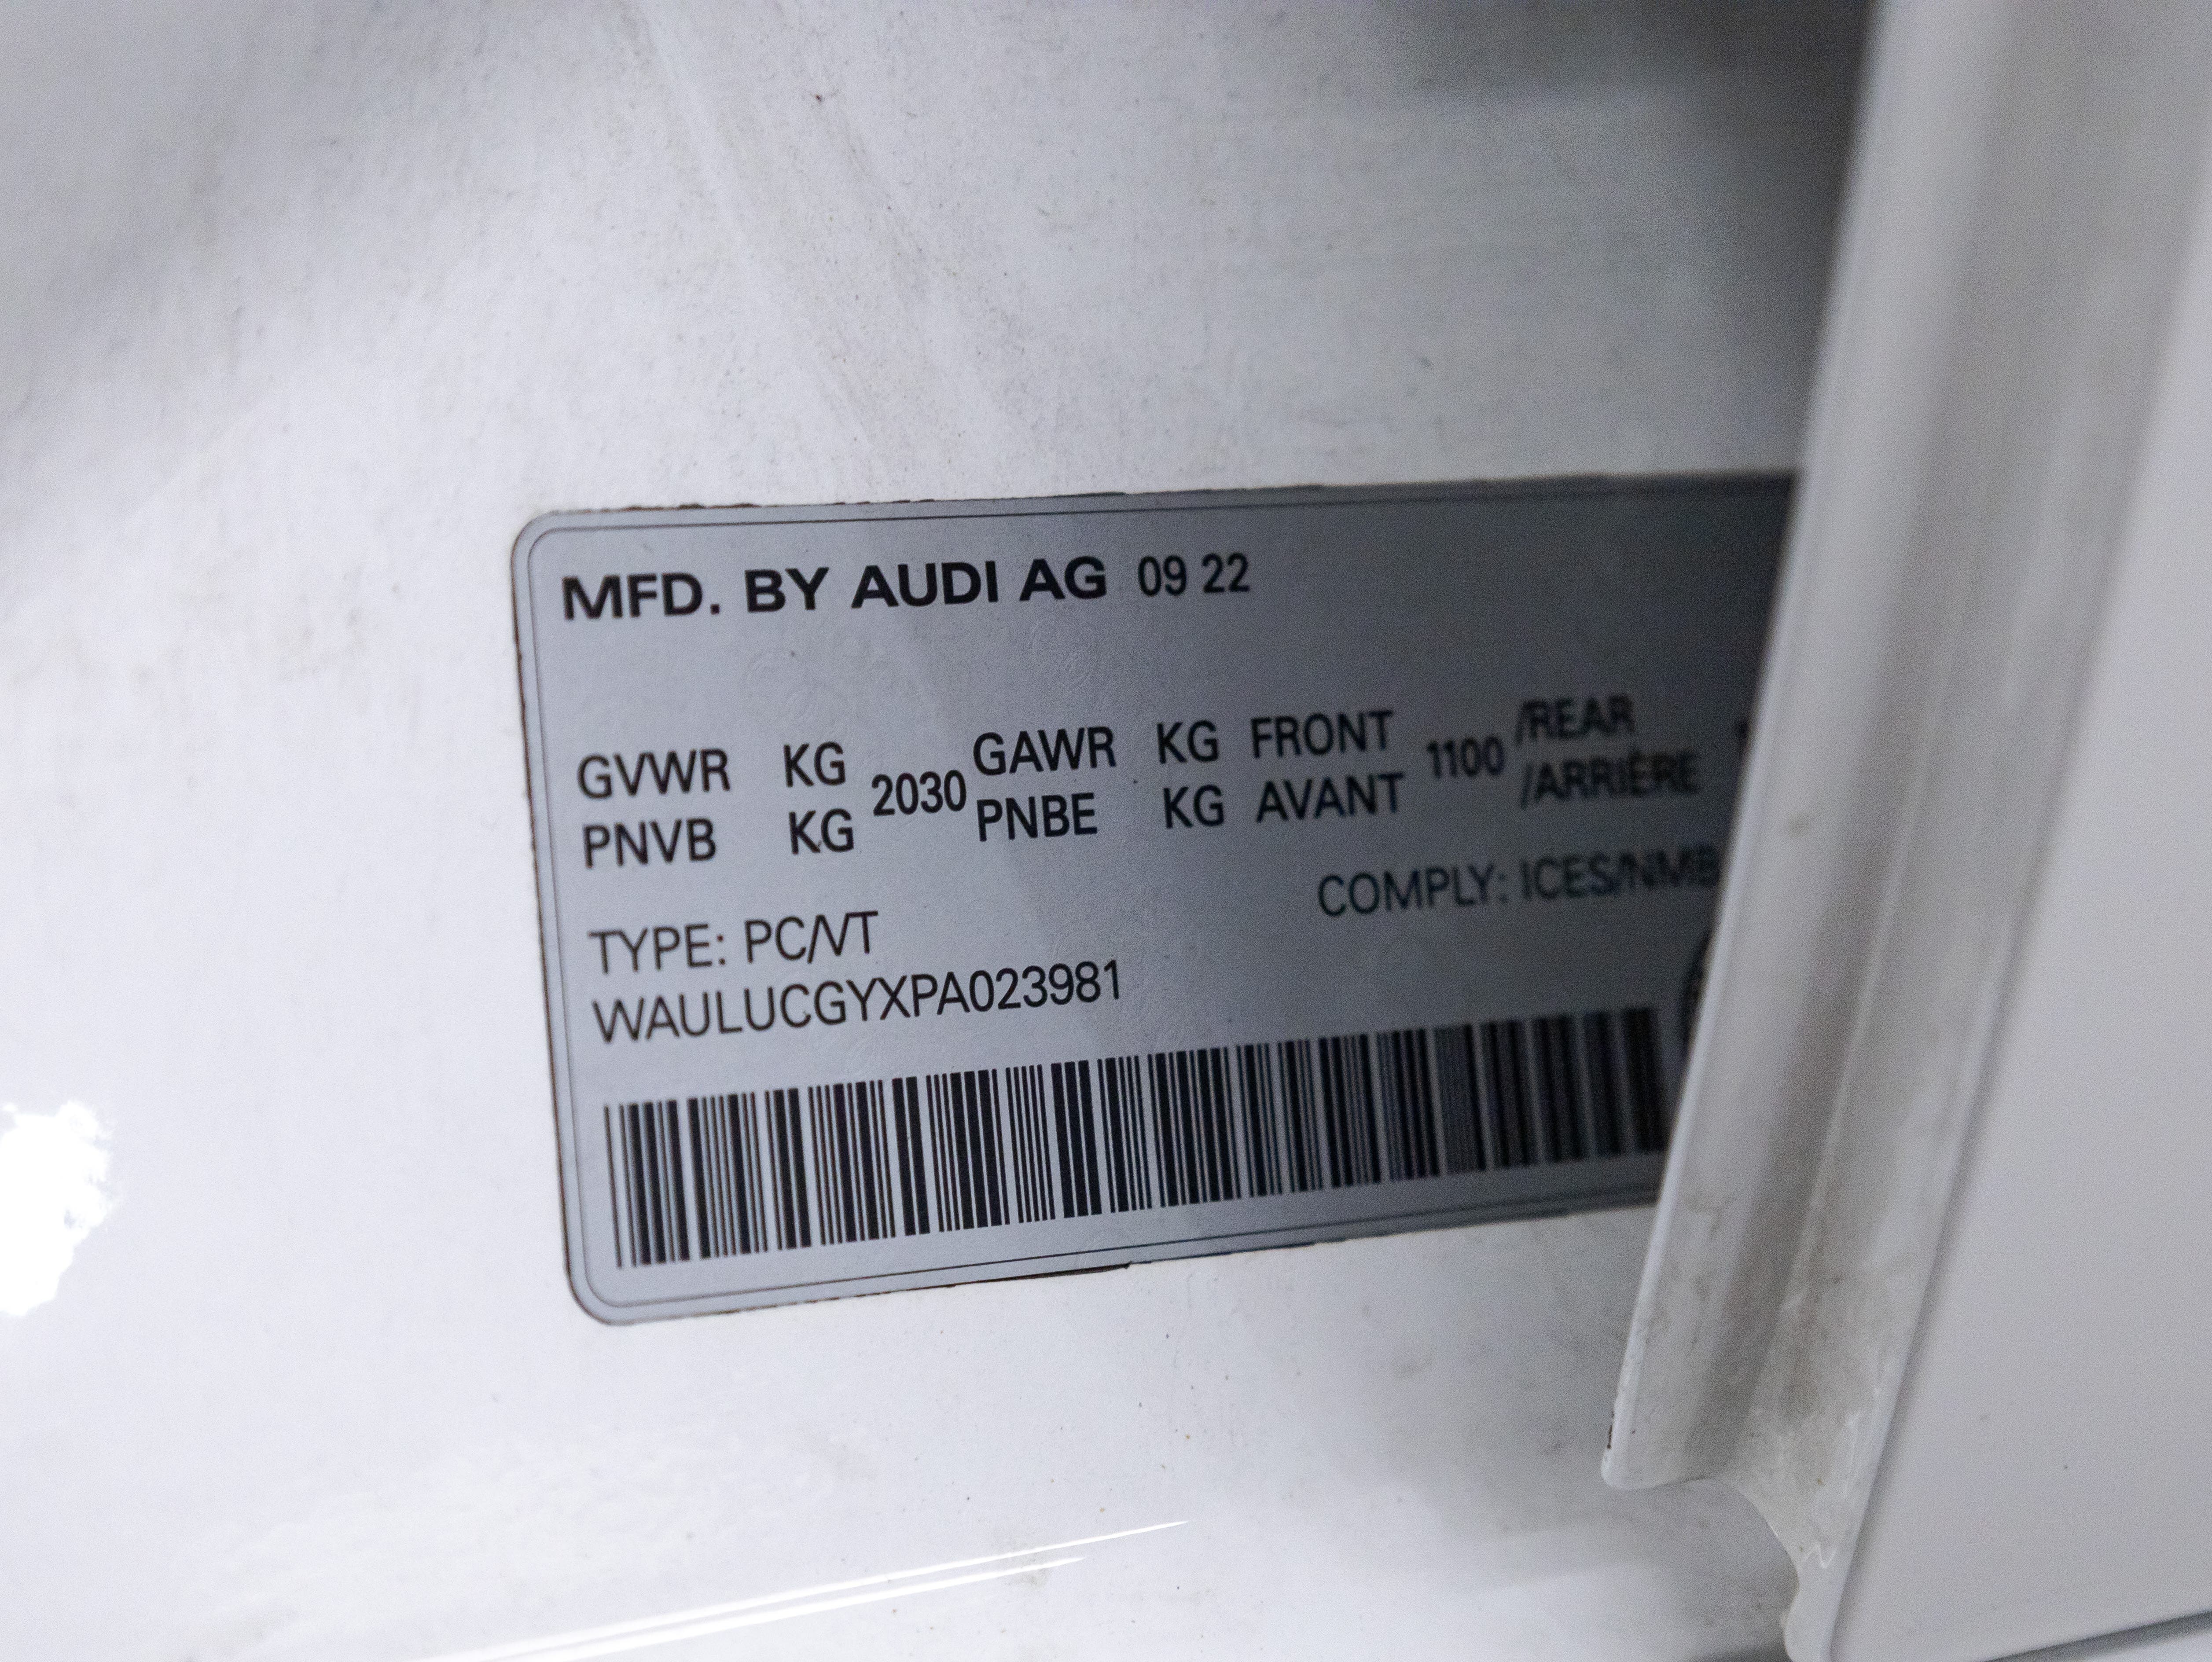 MFD. BY AUDI AG 09 22
GVWR KG 2030 GAWR KG FRONT 1100 /REAR
PNVB KG PNBE KG AVANT /ARRIÈRE
COMPLY: ICES/NMB
TYPE: PC/VT
WAULUCGYXPA023981